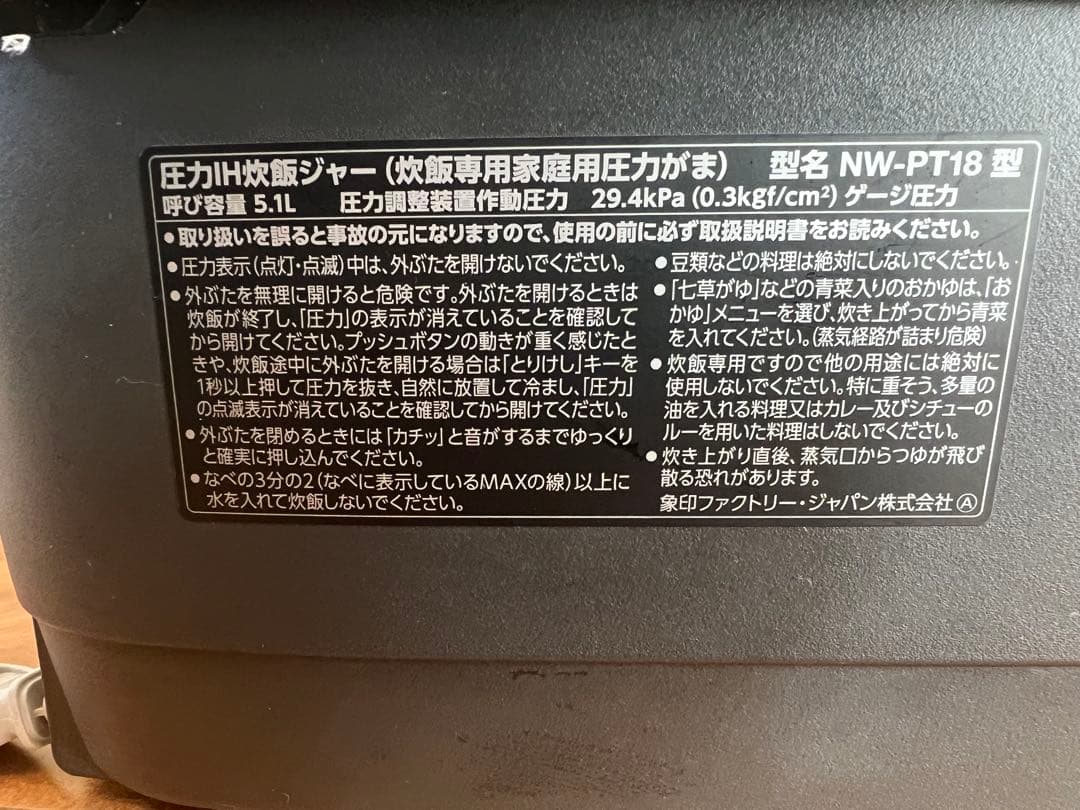 圧力IH炊飯ジャー(炊飯専用家庭用圧力がま) 型名 NW-PT18 型
呼び容量 5.1L 圧力調整装置作動圧力 29.4kPa (0.3kgf/cm²) ゲージ圧力
●取り扱いを誤ると事故の元になりますので、使用の前に必ず取扱説明書をお読みください。
●圧力表示(点灯・点滅)中は、外ぶたを開けないでください。
●外ぶたを無理に開けると危険です。外ぶたを開けるときは
炊飯が終了し、「圧力」の表示が消えていることを確認して
から開けてください。プッシュボタンの動きが重く感じたと
きや、炊飯途中に外ぶたを開ける場合は「とりけし」キーを
1秒以上押して圧力を抜き、自然に放置して冷まし、「圧力」
の点滅表示が消えていることを確認してから開けてください。
●外ぶたを閉めるときには「カチッ」と音がするまでゆっくり
と確実に押し込んでください。
●なべの3分の2(なべに表示しているMAXの線)以上に
水を入れて炊飯しないでください。
●豆類などの料理は絶対にしないでください。
●「七草がゆ」などの青菜入りのおかゆは、「お
かゆ」メニューを選び、炊き上がってから青菜
を入れてください。(蒸気経路が詰まり危険)
●炊飯専用ですので他の用途には絶対に
使用しないでください。特に重そう、多量の
油を入れる料理又はカレー及びシチューの
ルーを用いた料理はしないでください。
●炊き上がり直後、蒸気口からつゆが飛び
散る恐れがあります。
象印ファクトリー・ジャパン株式会社 Ⓐ